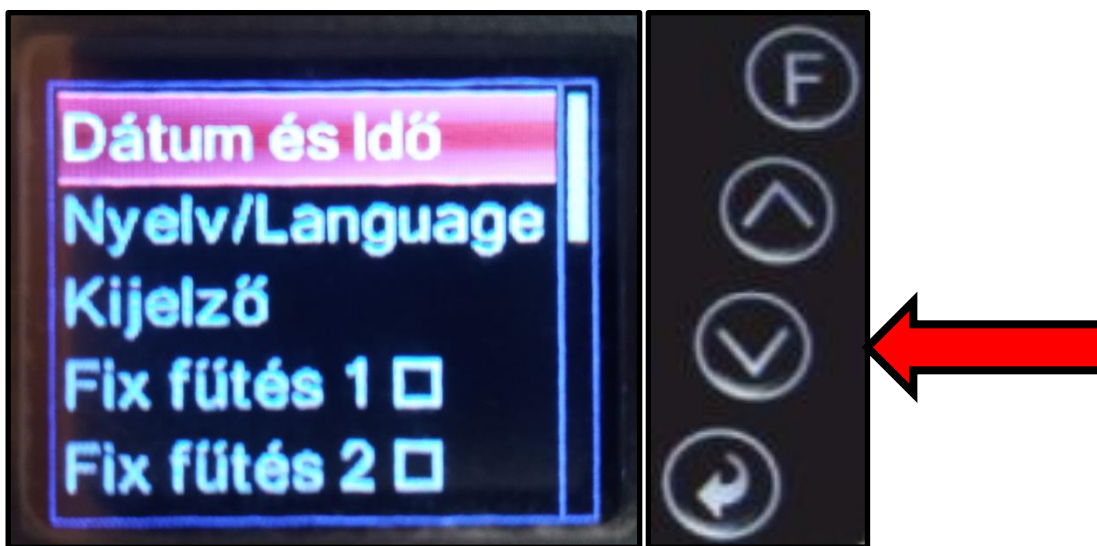 Dátum és Idő
Nyelv/Language
Kijelző
Fix fűtés 1
Fix fűtés 2
F